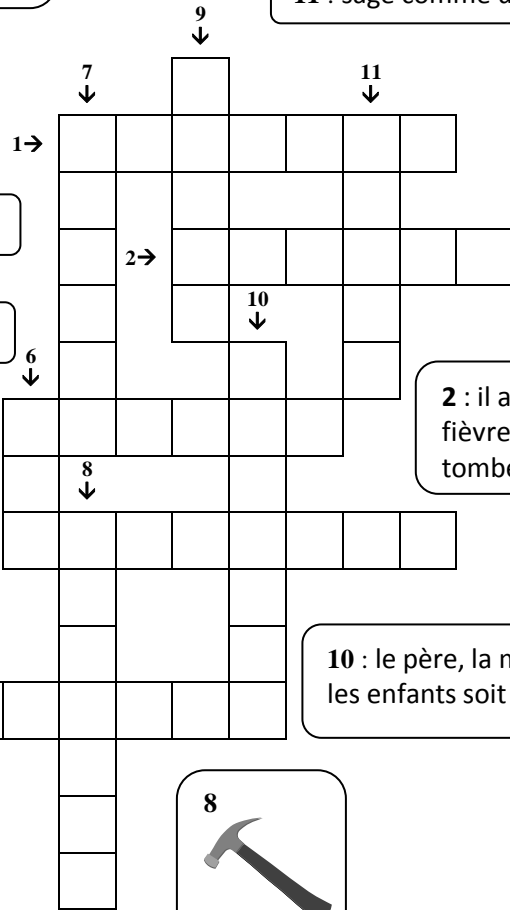 11 : sage comme
9
7
11
1→
2→
10
6
2 : il a
fièvre
8
10 : le père, la
les enfants soit
8